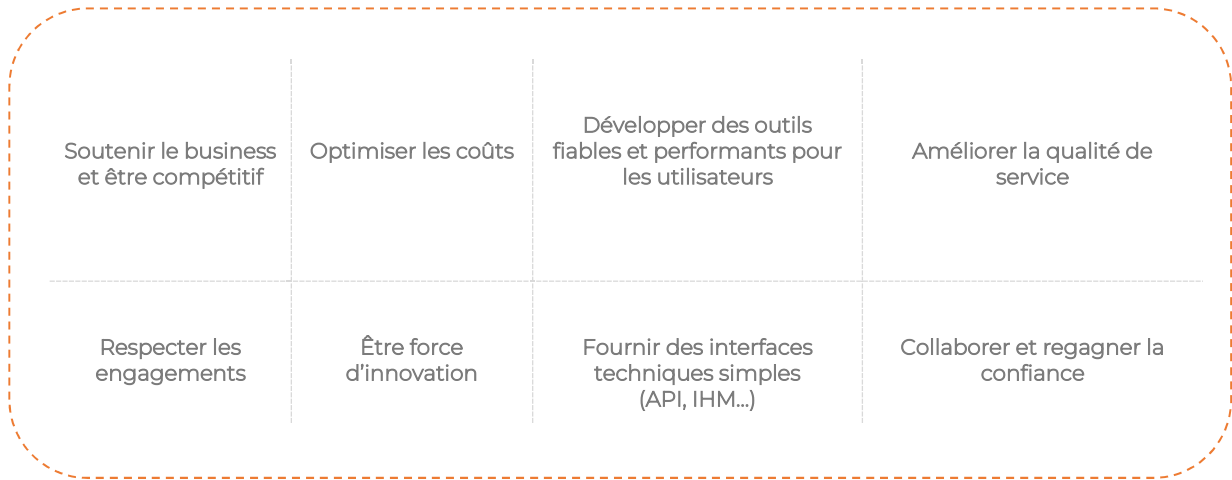 Soutenir le business
et être compétitif
Optimiser les coûts
Développer des outils
fiables et performants pour
les utilisateurs
Améliorer la qualité de
service
Respecter les
engagements
Être force
d’innovation
Fournir des interfaces
techniques simples
(API, IHM…)
Collaborer et regagner la
confiance